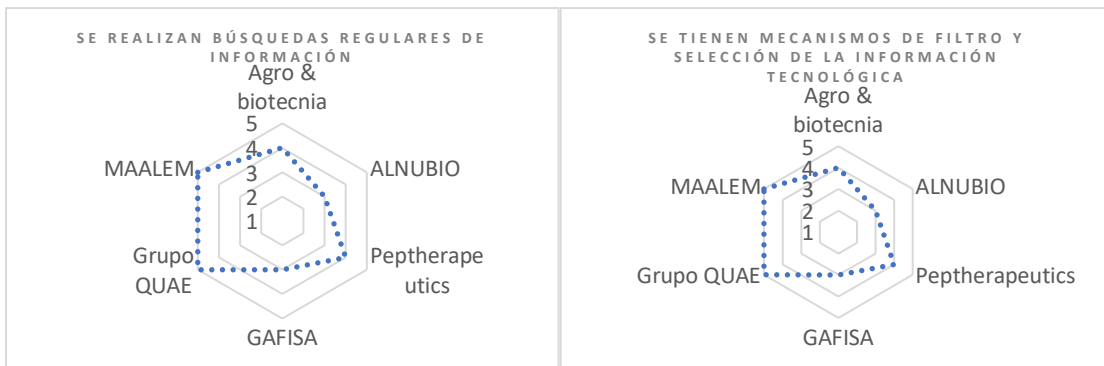 SE REALIZAN BÚSQUEDAS REGULARES DE
INFORMACIÓN
Agro &
biotecnia
5
4
3
2
1
MAALEM
ALNUBIO
Grupo
QUAE
Peptherape
utics
GAFISA
SE TIENEN MECANISMOS DE FILTRO Y
SELECCIÓN DE LA INFORMACIÓN
TECNOLÓGICA
Agro &
biotecnia
5
4
3
2
1
MAALEM
ALNUBIO
Grupo QUAE
Peptherapeutics
GAFISA